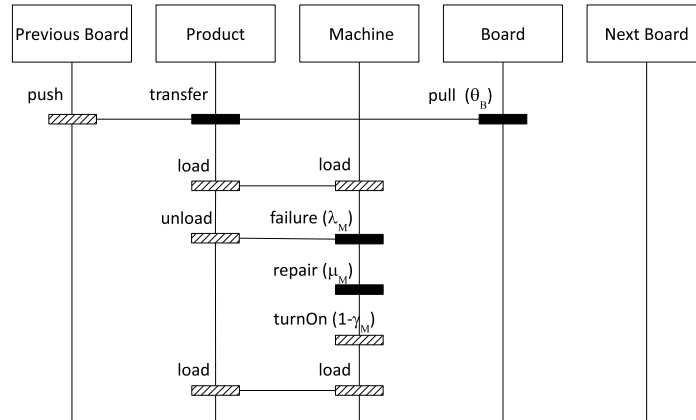 Previous Board Product Machine Board Next Board
push transfer pull (θB)
load load
unload failure (λM)
repair (μM)
turnOn (1-γM)
load load